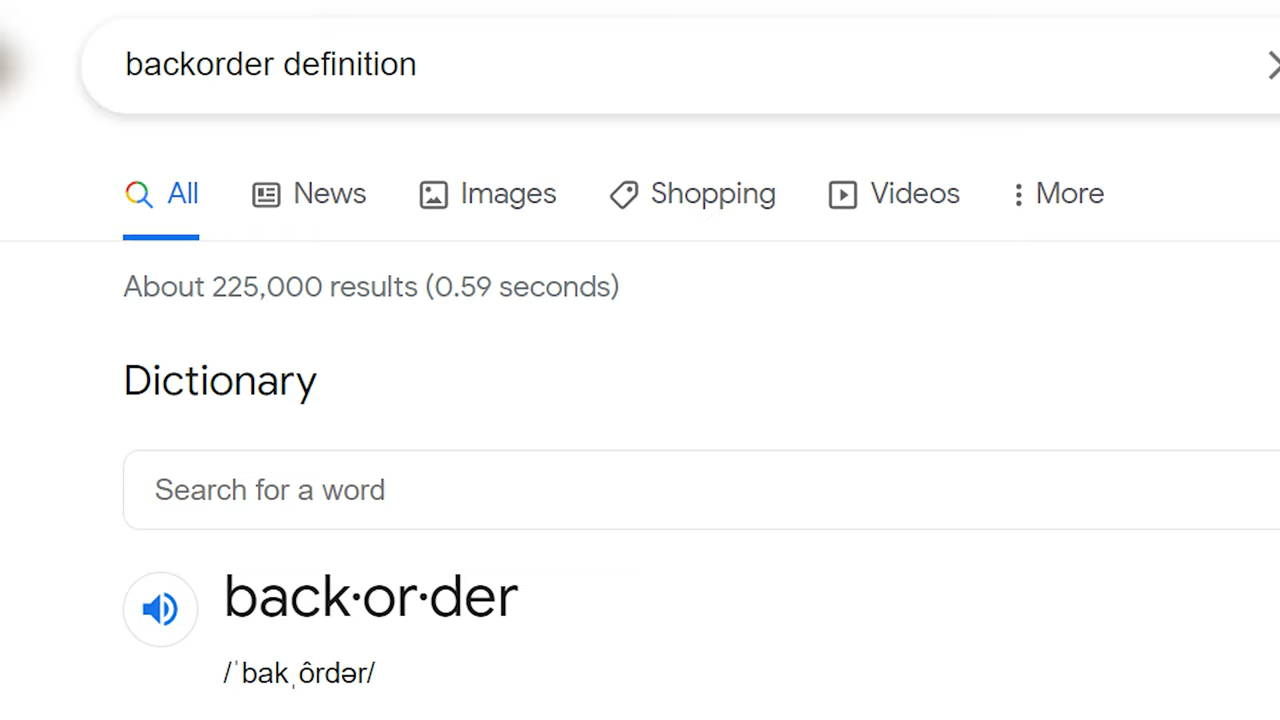 backorder definition
All News Images Shopping Videos More
About 225,000 results (0.59 seconds)
Dictionary
Search for a word
back·or·der
/ˈbakˌôrdər/